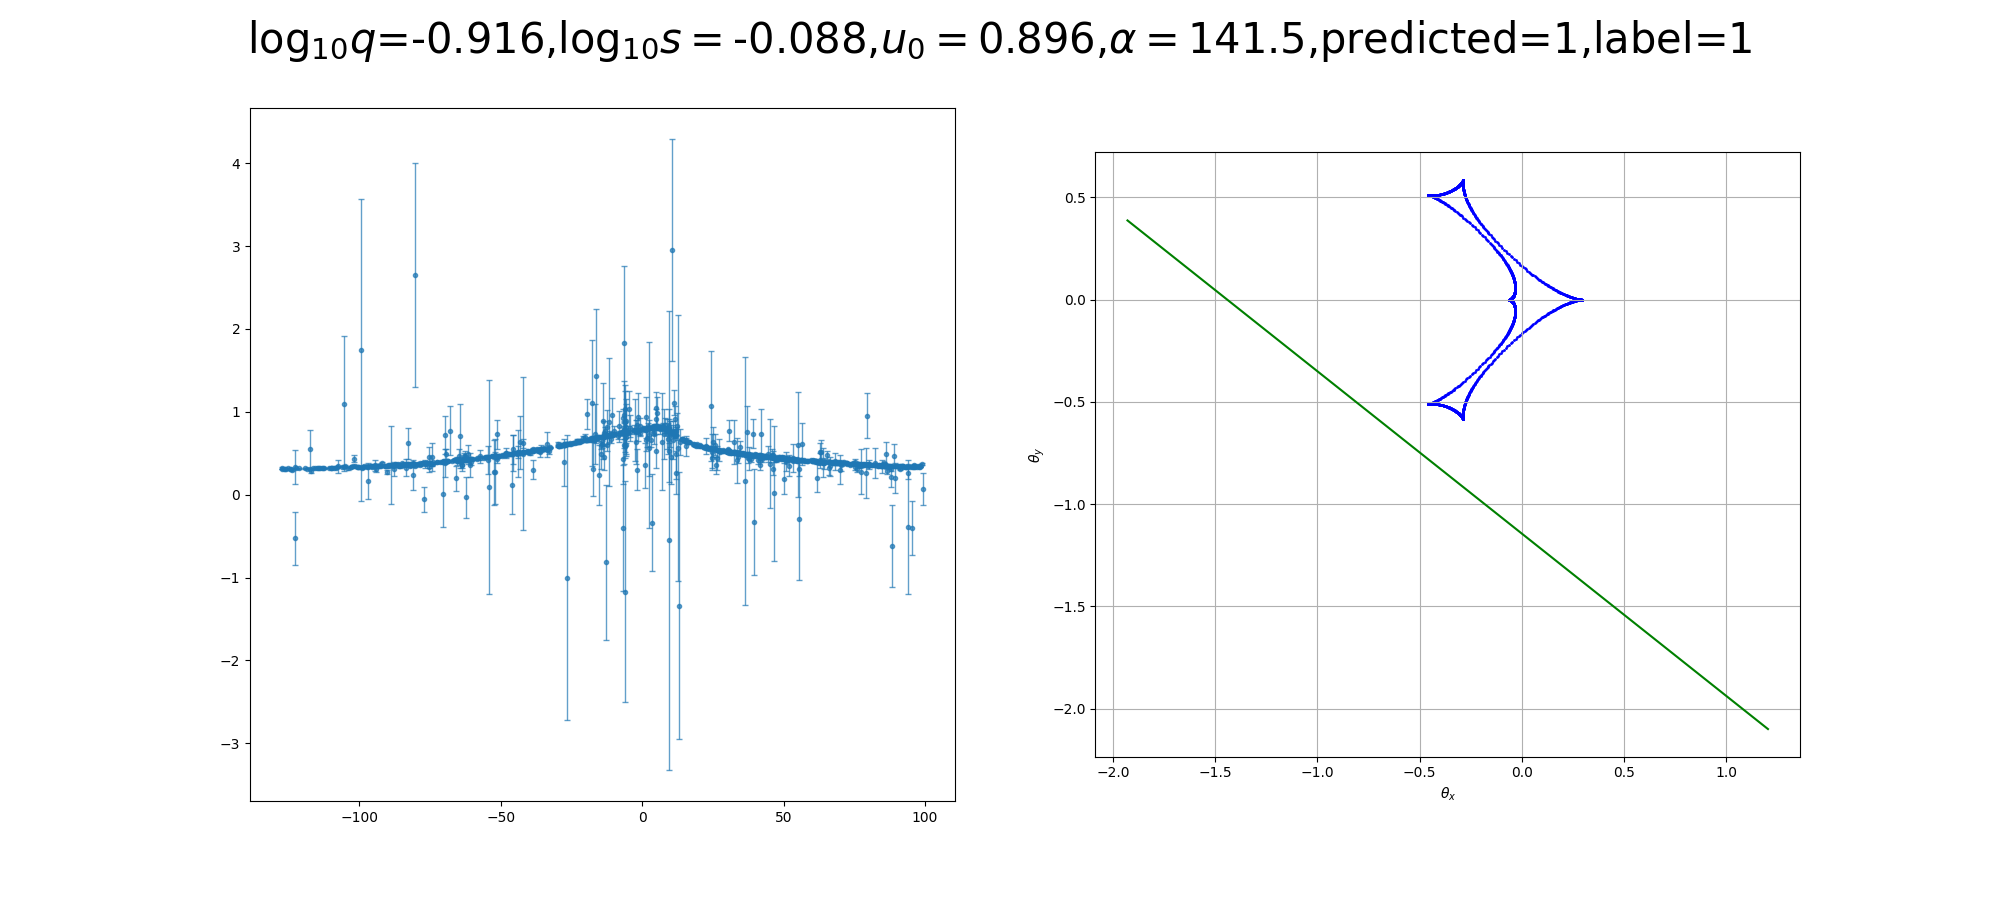 log₁₀q=-0.916,log₁₀s = -0.088,u₀ = 0.896,α = 141.5,predicted=1,label=1
4
3
2
1
0
−1
−2
−3
−100 −50 0 50 100
0.5
0.0
−0.5
−1.0
−1.5
−2.0
θy
−2.0 −1.5 −1.0 −0.5 0.0 0.5 1.0
θx